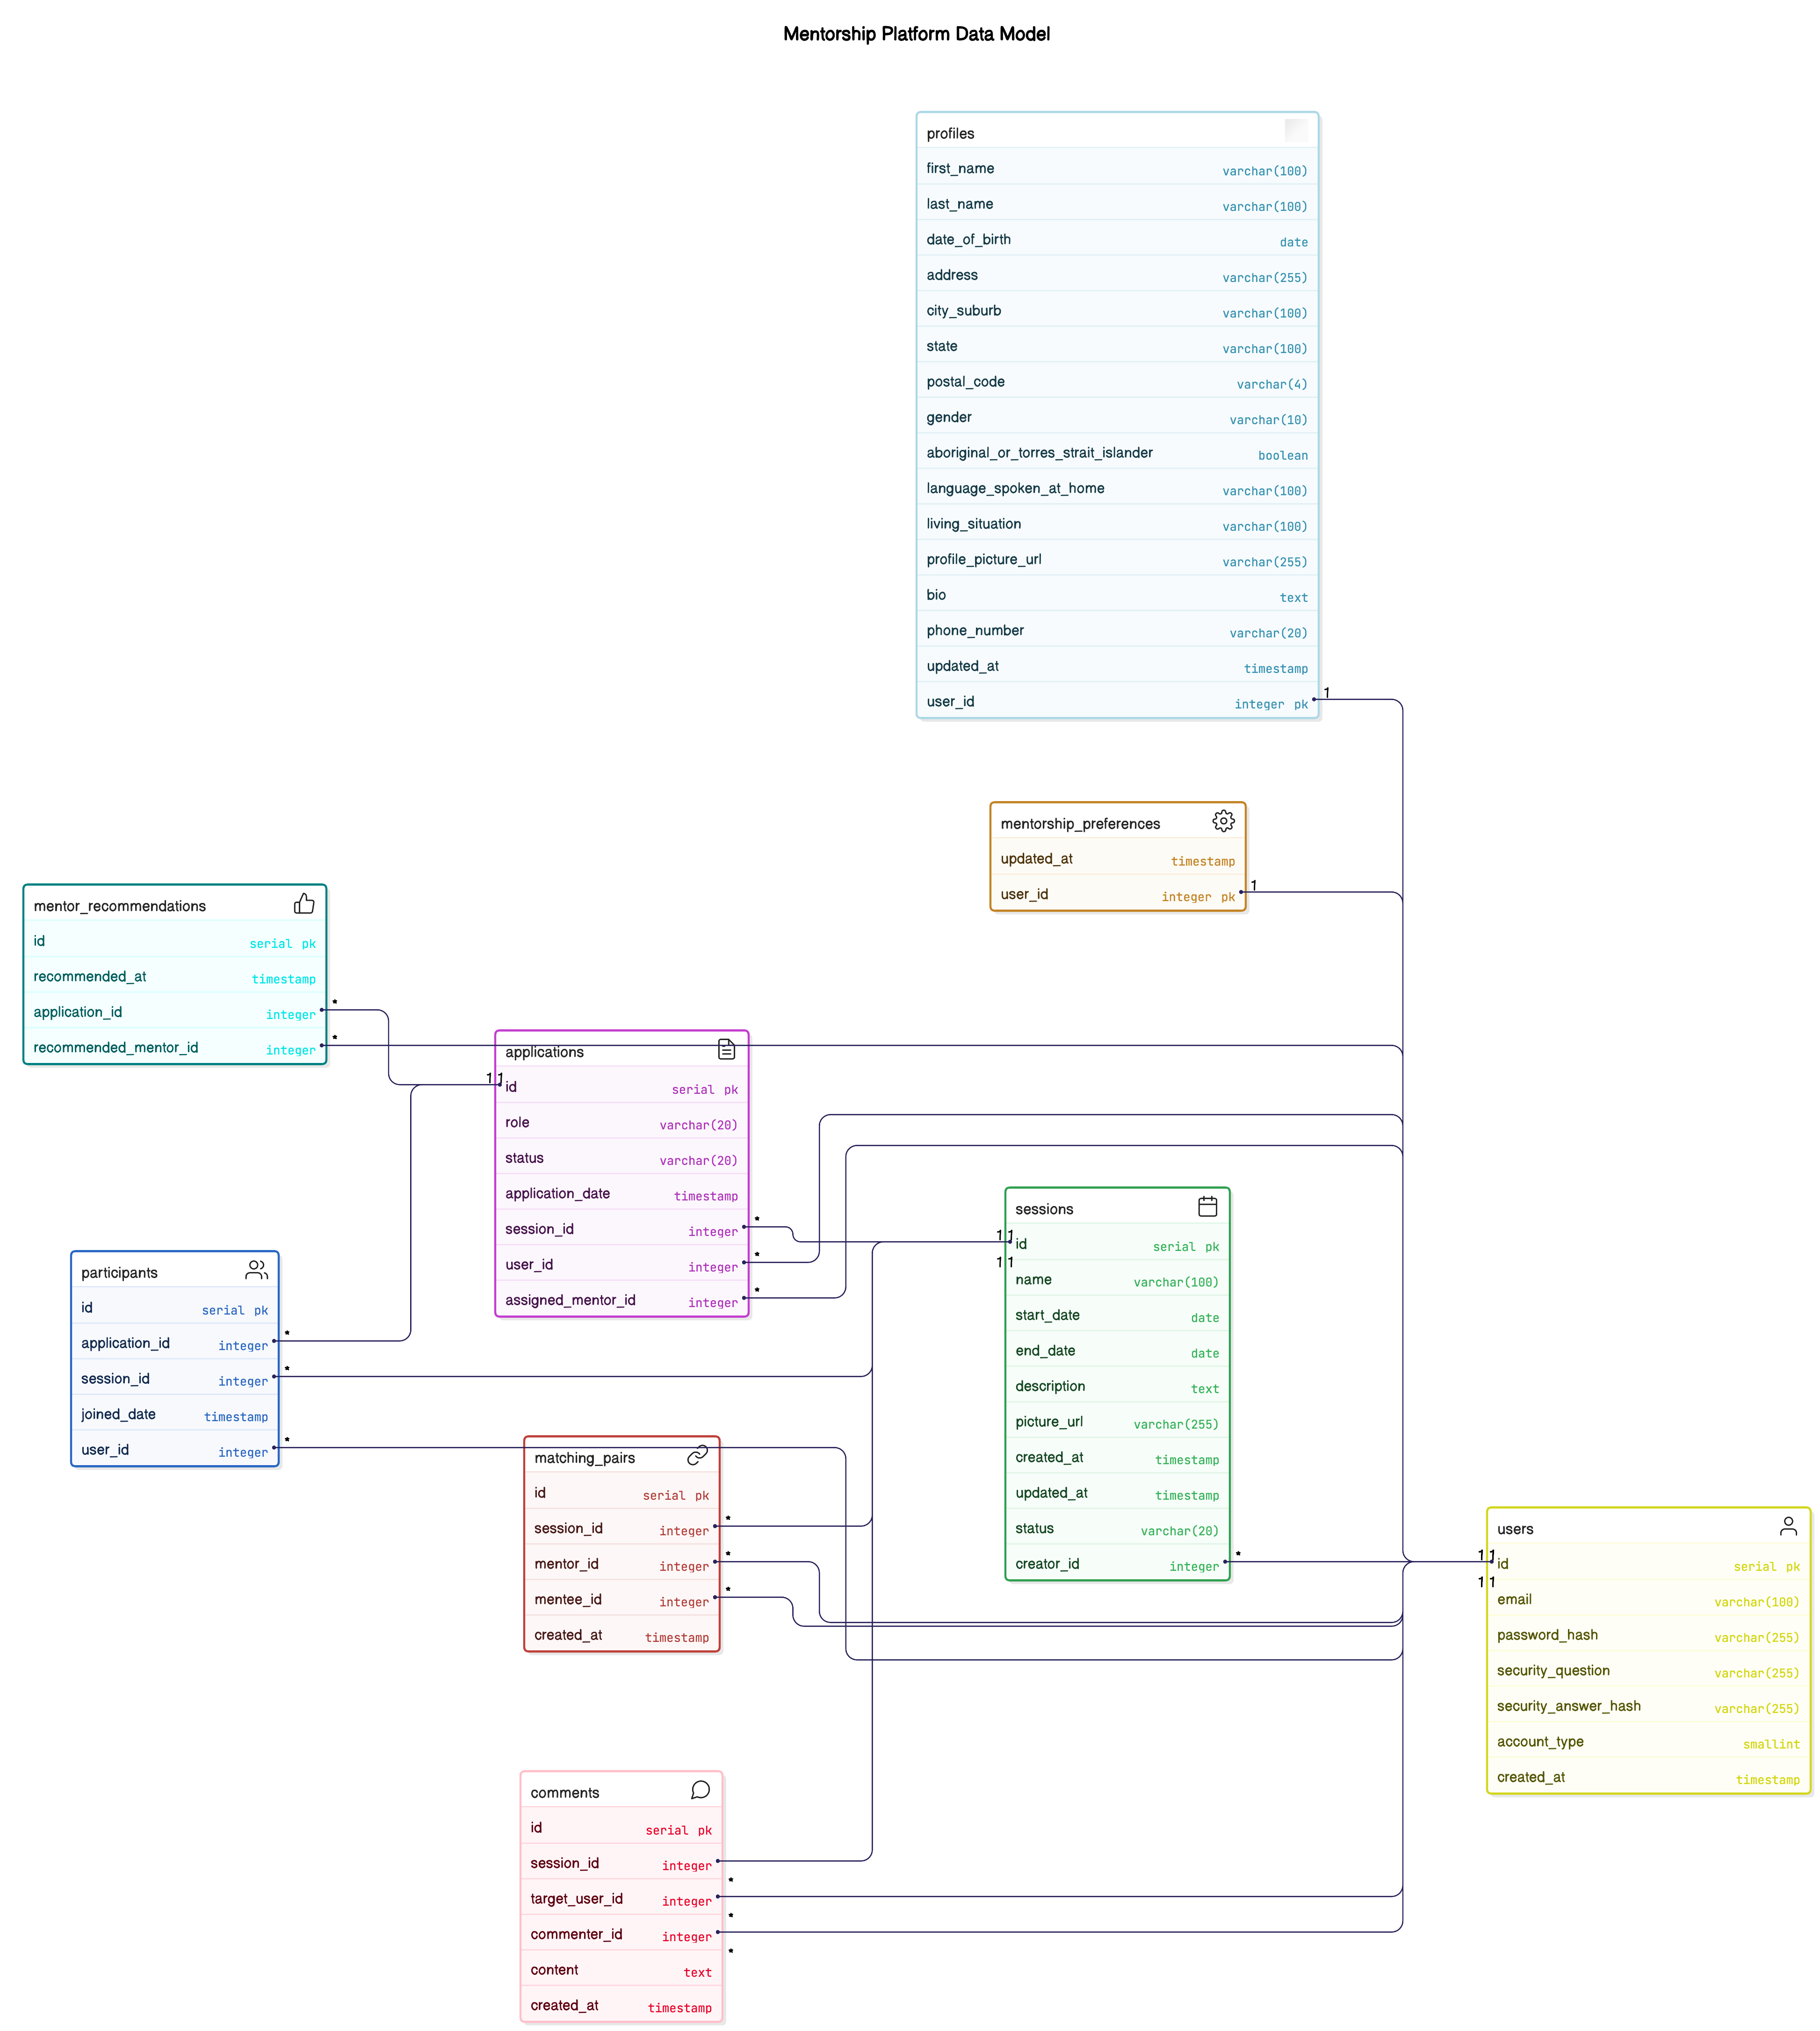 Mentorship Platform Data Model
profiles
first_name varchar(100)
last_name varchar(100)
date_of_birth date
address varchar(255)
city_suburb varchar(100)
state varchar(100)
postal_code varchar(4)
gender varchar(10)
aboriginal_or_torres_strait_islander boolean
language_spoken_at_home varchar(100)
living_situation varchar(100)
profile_picture_url varchar(255)
bio text
phone_number varchar(20)
updated_at timestamp
user_id integer pk 1
mentorship_preferences
updated_at timestamp
user_id integer pk 1
mentor_recommendations
id serial pk
recommended_at timestamp
application_id integer *
recommended_mentor_id integer *
applications
1 1 id serial pk
role varchar(20)
status varchar(20)
application_date timestamp
session_id integer *
user_id integer *
assigned_mentor_id integer *
participants
id serial pk
application_id integer *
session_id integer *
joined_date timestamp
user_id integer *
sessions
1 1 id serial pk
1 1
name varchar(100)
start_date date
end_date date
description text
picture_url varchar(255)
created_at timestamp
updated_at timestamp
status varchar(20)
creator_id integer *
matching_pairs
id serial pk
session_id integer *
mentor_id integer *
mentee_id integer *
created_at timestamp
users
1 1 id serial pk
1 1
email varchar(100)
password_hash varchar(255)
security_question varchar(255)
security_answer_hash varchar(255)
account_type smallint
created_at timestamp
comments
id serial pk
session_id integer
*
target_user_id integer
*
commenter_id integer
*
content text
created_at timestamp